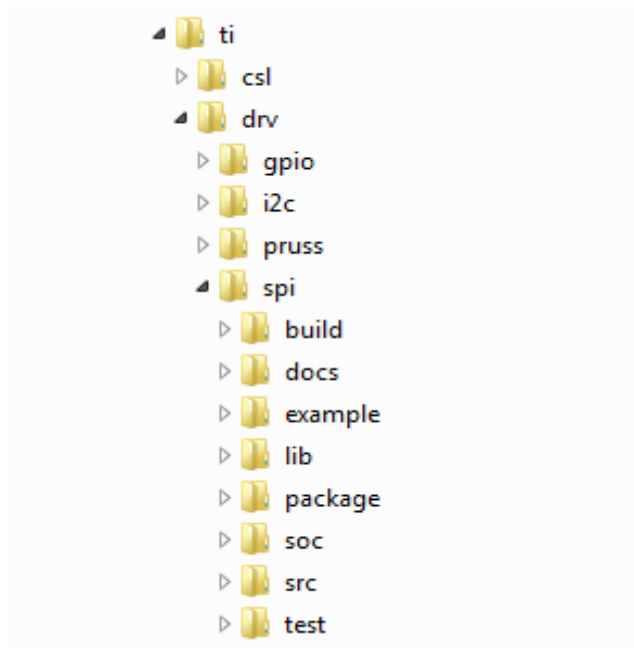 ti
csl
drv
gpio
i2c
pruss
spi
build
docs
example
lib
package
soc
src
test